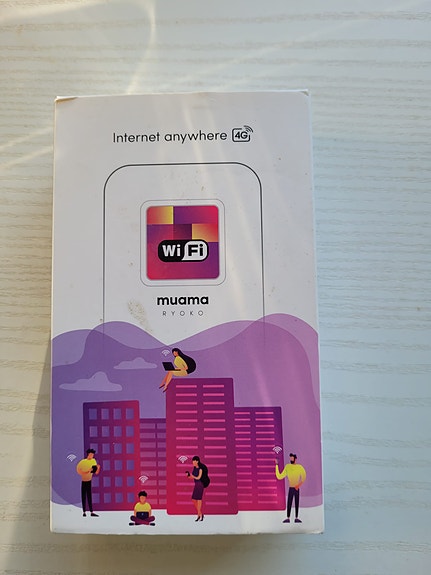 Internet anywhere 4G
WiFi
muama
RYOKO